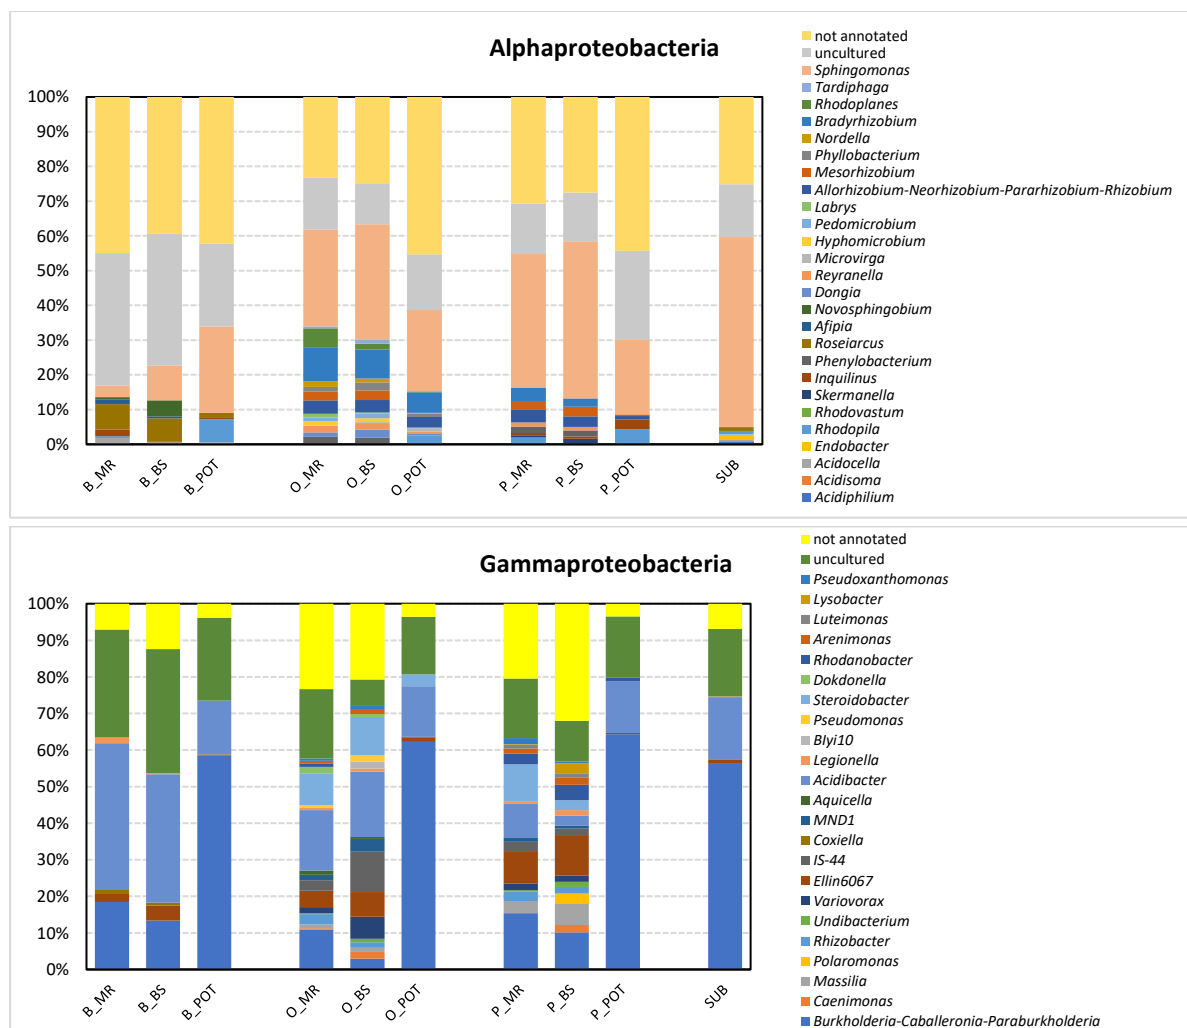 Alphaproteobacteria
100%
90%
80%
70%
60%
50%
40%
30%
20%
10%
0%
B_MR
B_BS
B_POT
O_MR
O_BS
O_POT
P_MR
P_BS
P_POT
SUB
not annotated
uncultured
Sphingomonas
Tardiphaga
Rhodoplanes
Bradyrhizobium
Nordella
Phyllobacterium
Mesorhizobium
Allorhizobium-Neorhizobium-Pararhizobium-Rhizobium
Labrys
Pedomicrobium
Hyphomicrobium
Microvirga
Reyranella
Dongia
Novosphingobium
Afipia
Roseiarcus
Phenylobacterium
Inquilinus
Skermanella
Rhodovastum
Rhodopila
Endobacter
Acidocella
Acidisoma
Acidiphilium
Gammaproteobacteria
100%
90%
80%
70%
60%
50%
40%
30%
20%
10%
0%
B_MR
B_BS
B_POT
O_MR
O_BS
O_POT
P_MR
P_BS
P_POT
SUB
not annotated
uncultured
Pseudoxanthomonas
Lysobacter
Luteimonas
Arenimonas
Rhodanobacter
Dokdonella
Steroidobacter
Pseudomonas
BIyi10
Legionella
Acidibacter
Aquicella
MND1
Coxiella
IS-44
Ellin6067
Variovorax
Undibacterium
Rhizobacter
Polaromonas
Massilia
Caenimonas
Burkholderia-Caballeronia-Paraburkholderia